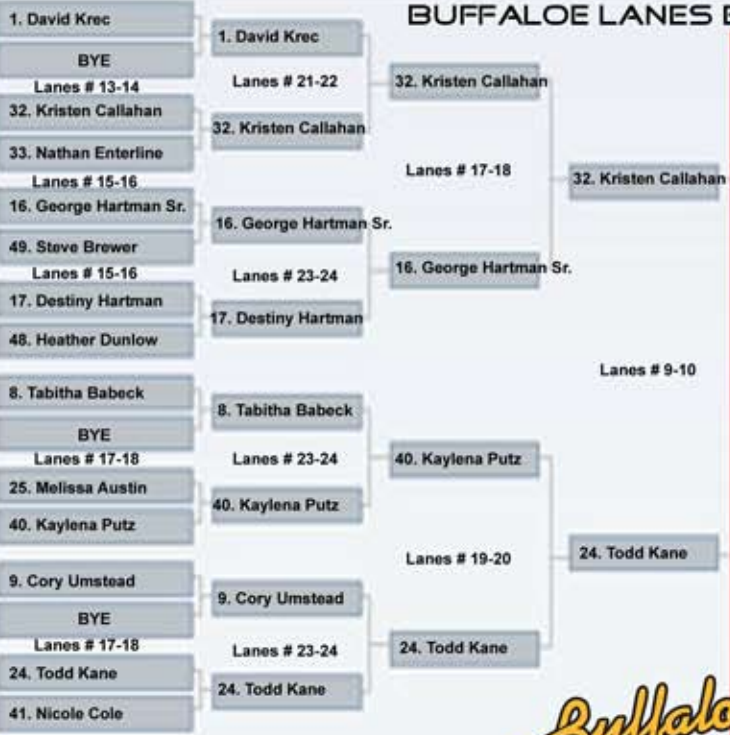 BUFFALOE LANES
1. David Krec
BYE
Lanes # 13-14
32. Kristen Callahan
33. Nathan Enterline
Lanes # 15-16
16. George Hartman Sr.
49. Steve Brewer
Lanes # 15-16
17. Destiny Hartman
48. Heather Dunlow
8. Tabitha Babeck
BYE
Lanes # 17-18
25. Melissa Austin
40. Kaylena Putz
9. Cory Umstead
BYE
Lanes # 17-18
24. Todd Kane
41. Nicole Cole
1. David Krec
Lanes # 21-22
32. Kristen Callahan
16. George Hartman Sr.
Lanes # 23-24
17. Destiny Hartman
8. Tabitha Babeck
Lanes # 23-24
40. Kaylena Putz
9. Cory Umstead
Lanes # 23-24
24. Todd Kane
32. Kristen Callahan
Lanes # 17-18
16. George Hartman Sr.
40. Kaylena Putz
Lanes # 19-20
24. Todd Kane
32. Kristen Callahan
Lanes # 9-10
24. Todd Kane
Buffalo